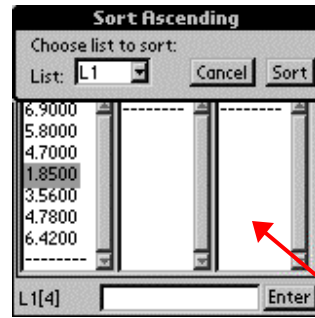 Sort Ascending
Choose list to sort:
List: L1 Cancel Sort
6.9000 -------- --------
5.8000
4.7000
1.8500
3.5600
4.7800
6.4200
--------
L1[4] Enter